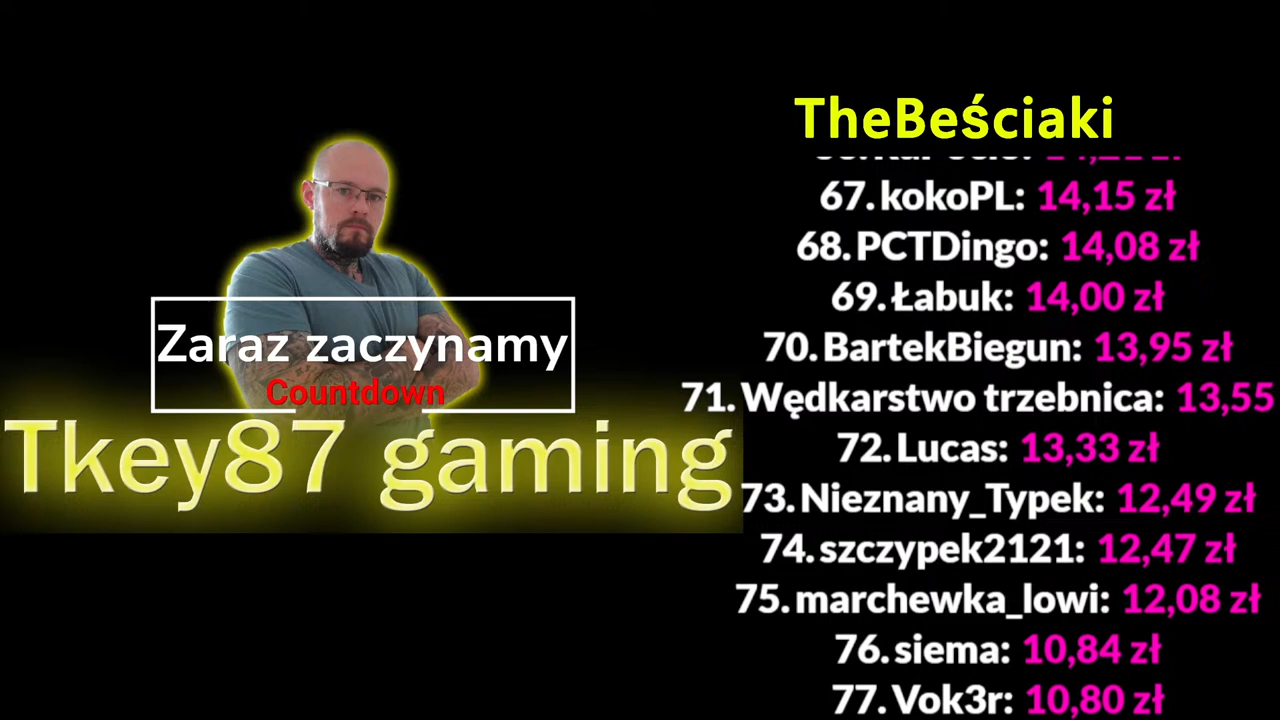 Zaraz zaczynamy
Countdown
Tkey87 gaming
TheBeściaki
67. kokoPL: 14,15 zł
68. PCTDingo: 14,08 zł
69. Łabuk: 14,00 zł
70. BartekBiegun: 13,95 zł
71. Wędkarstwo trzebnica: 13,55
72. Lucas: 13,33 zł
73. Nieznany_Typek: 12,49 zł
74. szczypek2121: 12,47 zł
75. marchewka_lowi: 12,08 zł
76. siema: 10,84 zł
77. Vok3r: 10,80 zł